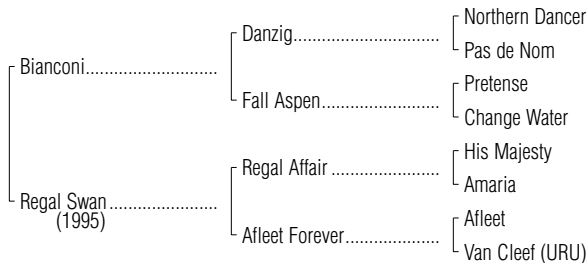 Northern Dancer
Danzig
Pas de Nom
Bianconi
Pretense
Fall Aspen
Change Water
His Majesty
Regal Affair
Amaria
Regal Swan
(1995)
Afleet
Afleet Forever
Van Cleef (URU)